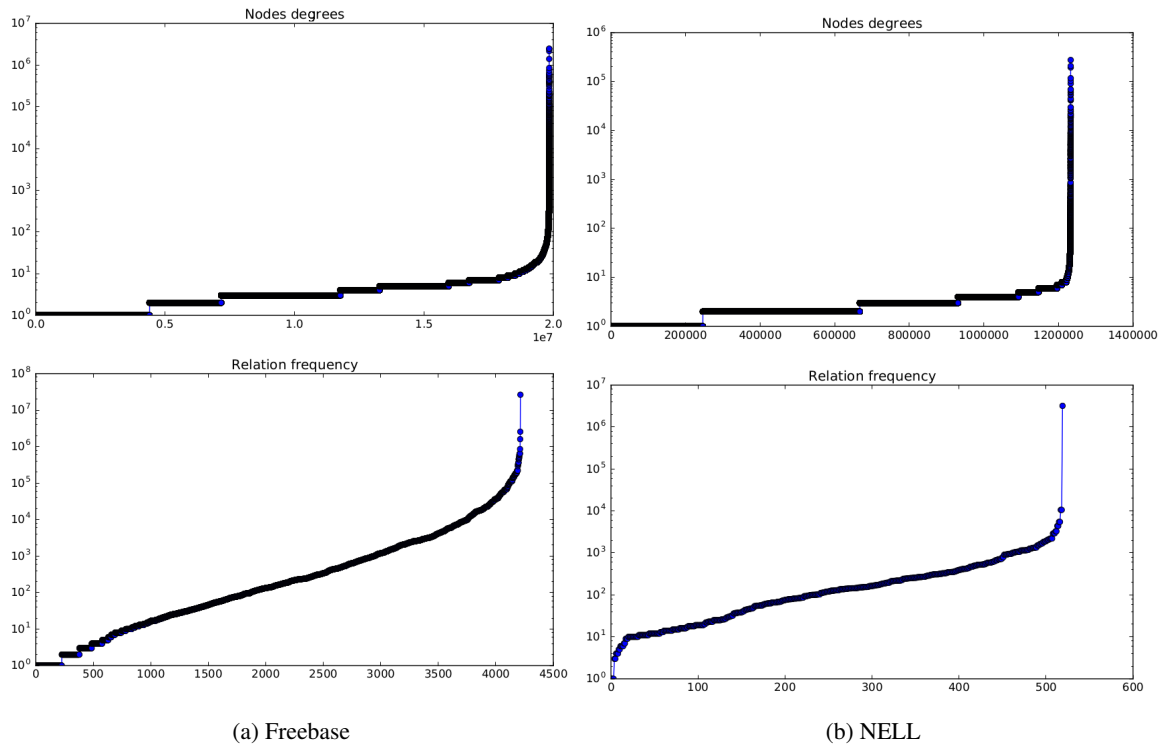 Nodes degrees
10^7
10^6
10^5
10^4
10^3
10^2
10^1
10^0
0.0 0.5 1.0 1.5 2.0
1e7
Relation frequency
10^8
10^7
10^6
10^5
10^4
10^3
10^2
10^1
10^0
0 500 1000 1500 2000 2500 3000 3500 4000 4500
(a) Freebase
Nodes degrees
10^6
10^5
10^4
10^3
10^2
10^1
10^0
0 200000 400000 600000 800000 1000000 1200000 1400000
Relation frequency
10^7
10^6
10^5
10^4
10^3
10^2
10^1
10^0
0 100 200 300 400 500 600
(b) NELL